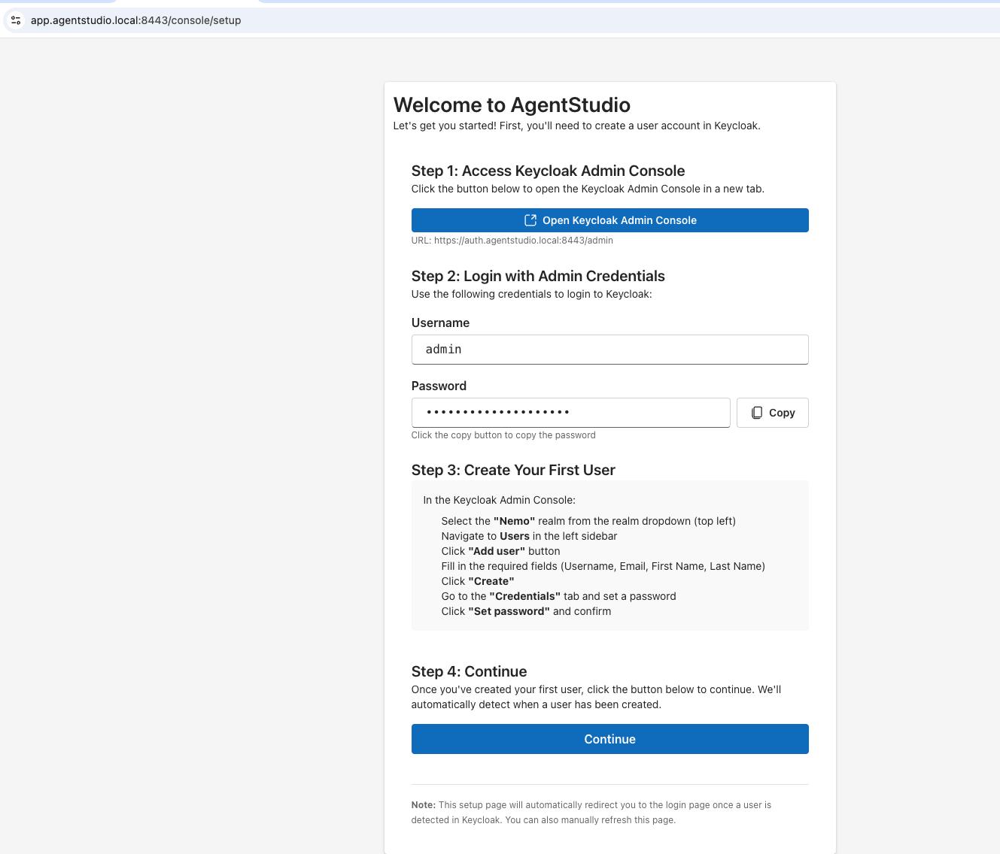 app.agentstudio.local:8443/console/setup
Welcome to AgentStudio
Let's get you started! First, you'll need to create a user account in Keycloak.
Step 1: Access Keycloak Admin Console
Click the button below to open the Keycloak Admin Console in a new tab.
Open Keycloak Admin Console
URL: https://auth.agentstudio.local:8443/admin
Step 2: Login with Admin Credentials
Use the following credentials to login to Keycloak:
Username
admin
Password
••••••••••••••••••••
Copy
Click the copy button to copy the password
Step 3: Create Your First User
In the Keycloak Admin Console:
Select the "Nemo" realm from the realm dropdown (top left)
Navigate to Users in the left sidebar
Click "Add user" button
Fill in the required fields (Username, Email, First Name, Last Name)
Click "Create"
Go to the "Credentials" tab and set a password
Click "Set password" and confirm
Step 4: Continue
Once you've created your first user, click the button below to continue. We'll
automatically detect when a user has been created.
Continue
Note: This setup page will automatically redirect you to the login page once a user is
detected in Keycloak. You can also manually refresh this page.